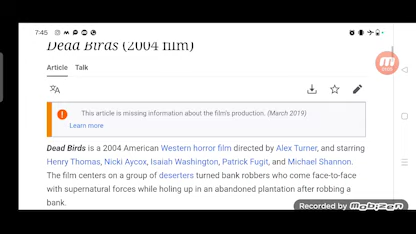 7:45
Dead Birds (2004 film)
Article Talk
This article is missing information about the film's production. (March 2019)
Learn more
Dead Birds is a 2004 American Western horror film directed by Alex Turner, and starring
Henry Thomas, Nicki Aycox, Isaiah Washington, Patrick Fugit, and Michael Shannon.
The film centers on a group of deserters turned bank robbers who come face-to-face
with supernatural forces while holing up in an abandoned plantation after robbing a
bank.
Recorded by Mobizen